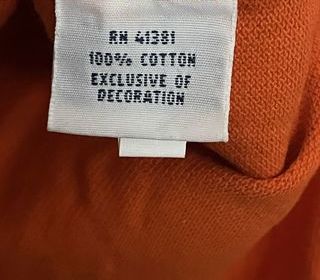 RN 41381
100% COTTON
EXCLUSIVE OF
DECORATION